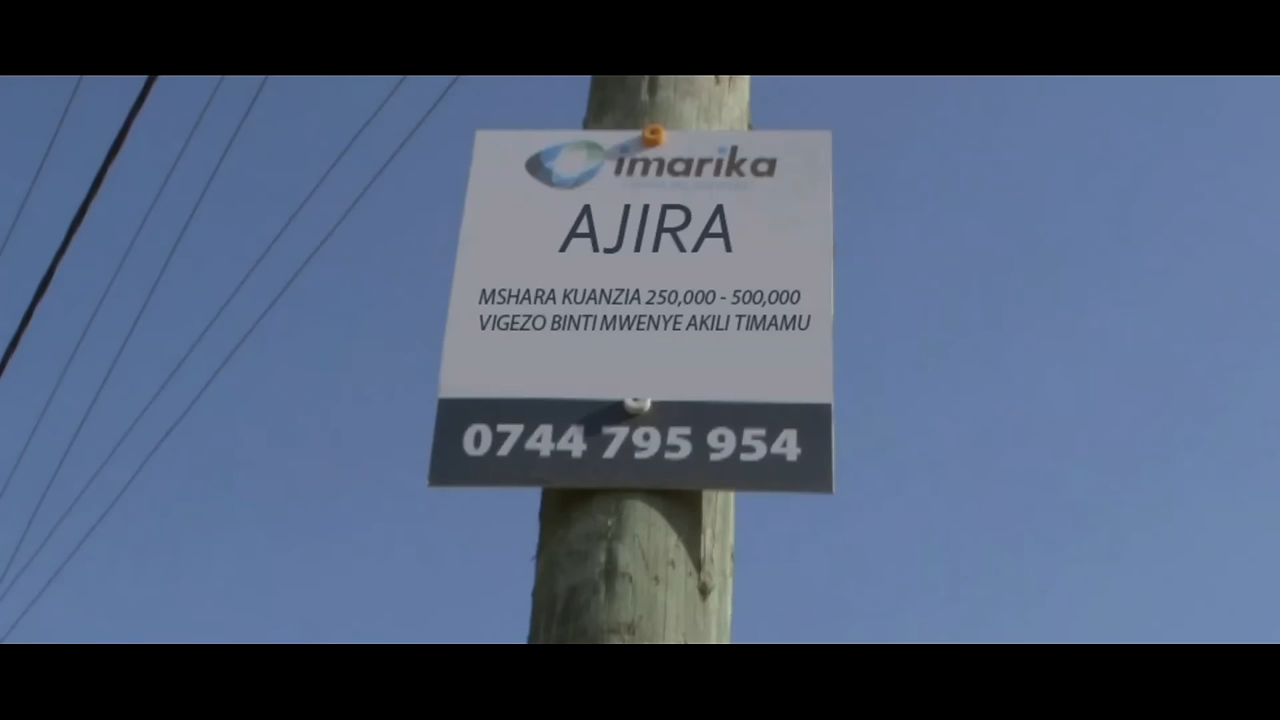 imarika
AJIRA
MSHARA KUANZIA 250,000 - 500,000
VIGEZO BINTI MWENYE AKILI TIMAMU
0744 795 954